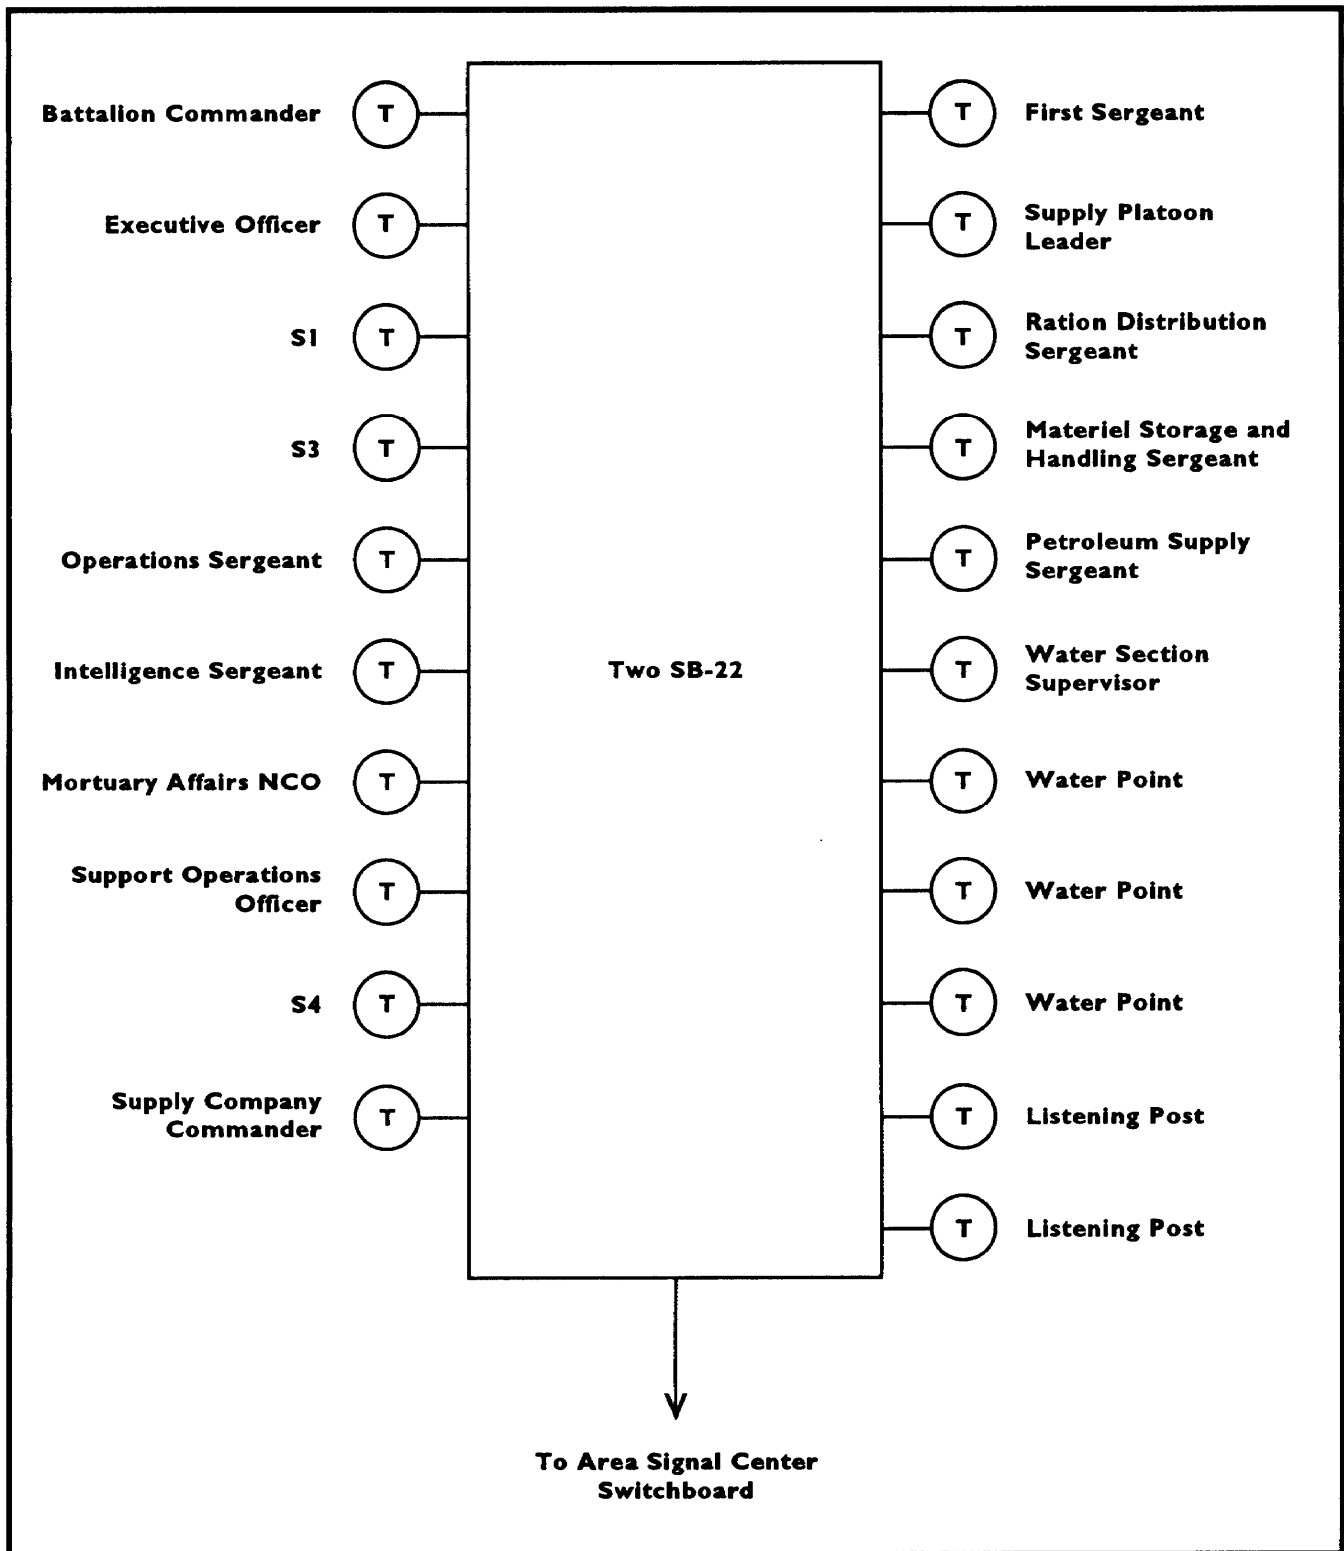 Battalion Commander
T
T
First Sergeant
Executive Officer
T
T
Supply Platoon
Leader
S1
T
T
Ration Distribution
Sergeant
S3
T
T
Materiel Storage and
Handling Sergeant
Operations Sergeant
T
T
Petroleum Supply
Sergeant
Intelligence Sergeant
T
Two SB-22
T
Water Section
Supervisor
Mortuary Affairs NCO
T
T
Water Point
Support Operations
Officer
T
T
Water Point
S4
T
T
Water Point
Supply Company
Commander
T
T
Listening Post
T
Listening Post
To Area Signal Center
Switchboard